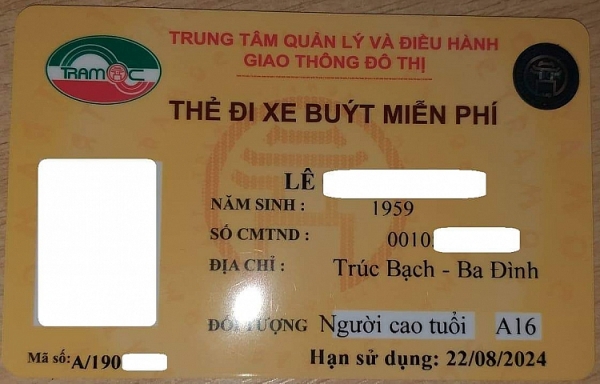 TRAMOC
TRUNG TÂM QUẢN LÝ VÀ ĐIỀU HÀNH
GIAO THÔNG ĐÔ THỊ
THẺ ĐI XE BUÝT MIỄN PHÍ
LÊ
NĂM SINH : 1959
SỐ CMTND : 0010
ĐỊA CHỈ : Trúc Bạch - Ba Đình
ĐỐI TƯỢNG Người cao tuổi A16
Mã số: A/190
Hạn sử dụng: 22/08/2024